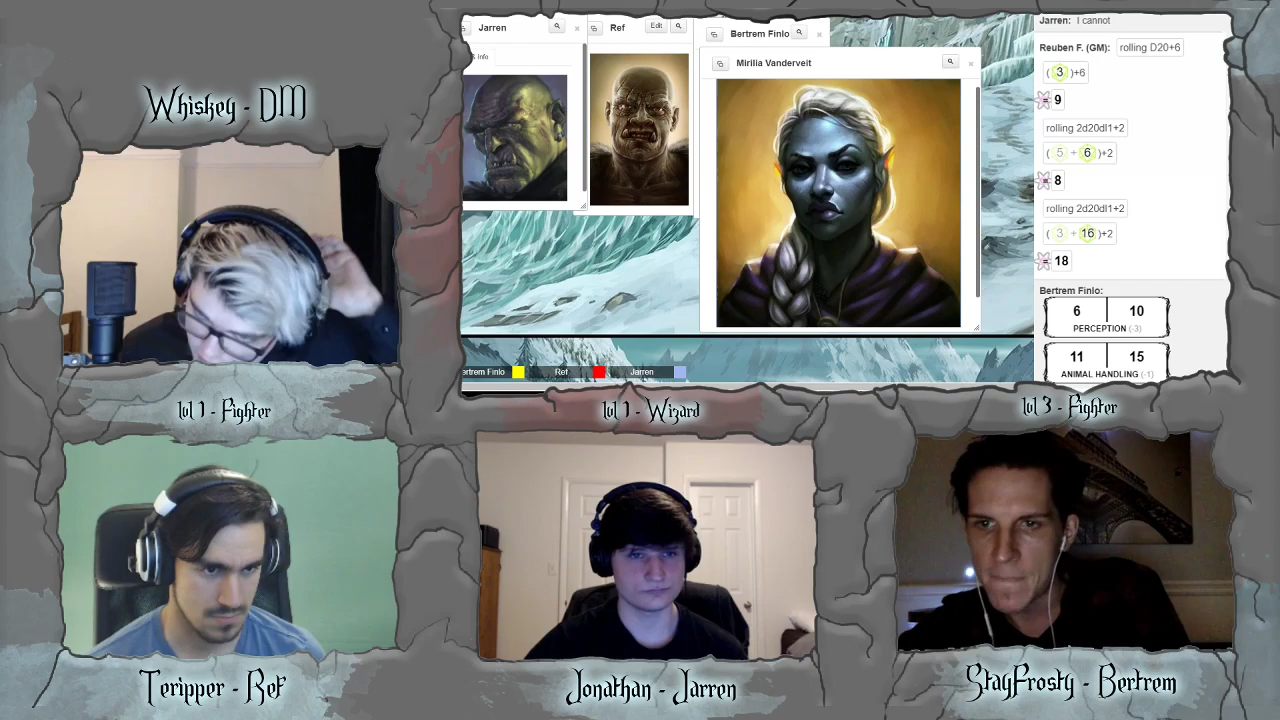 Whiskey - DM
Jarren
s Info
Ref
Edit
Bertrem Finlo
Mirilia Vanderveit
Jarren: I cannot
Reuben F. (GM): rolling D20+6
( 3 )+6
= 9
rolling 2d20dl1+2
( 5 + 6 )+2
= 8
rolling 2d20dl1+2
( 3 + 16 )+2
= 18
Bertrem Finlo:
6 10
PERCEPTION (-3)
11 15
ANIMAL HANDLING (-1)
ertrem Finlo
Ref
Jarren
lvl 1 - Fighter
lvl 1 - Wizard
lvl 3 - Fighter
Teripper - Ref
Jonathan - Jarren
StayFrosty - Bertrem